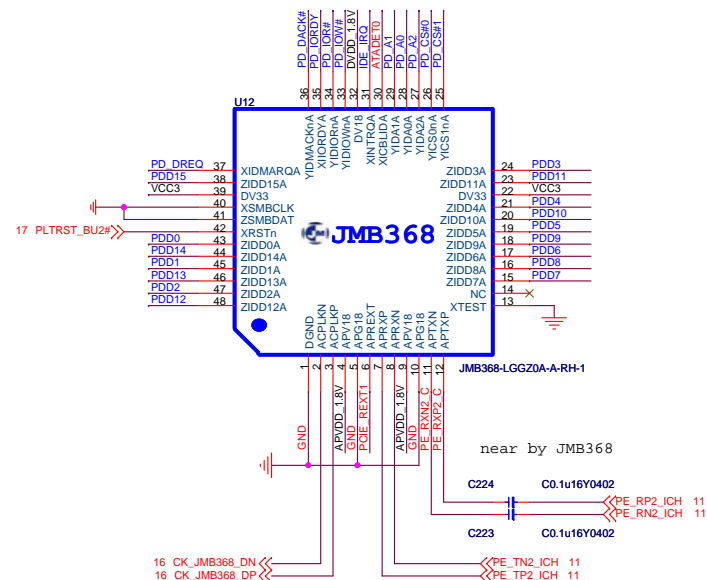 PD_DACK#
PD_IORDY
PD_IOR#
PD_IOW#
DVDD_1.8V
IDE_IRQ
ATADET0
PD_A1
PD_A0
PD_A2
PD_CS#0
PD_CS#1
36 35 34 33 32 31 30 29 28 27 26 25
U12
YIDMACKnA
XIORDYA
YIDIORnA
YIDIOWnA
DV18
XINTRQA
XICBLIDA
YIDA1A
YIDA0A
YIDA2A
YICS0nA
YICS1nA
PD_DREQ 37 XIDMARQA
PDD15 38 ZIDD15A
VCC3 39 DV33
40 XSMBCLK
41 ZSMBDAT
17 PLTRST_BU2# 42 XRSTn
PDD0 43 ZIDD0A
PDD14 44 ZIDD14A
PDD1 45 ZIDD1A
PDD13 46 ZIDD13A
PDD2 47 ZIDD2A
PDD12 48 ZIDD12A
JMB368
ZIDD3A 24 PDD3
ZIDD11A 23 PDD11
DV33 22 VCC3
ZIDD4A 21 PDD4
ZIDD10A 20 PDD10
ZIDD5A 19 PDD5
ZIDD9A 18 PDD9
ZIDD6A 17 PDD6
ZIDD8A 16 PDD8
ZIDD7A 15 PDD7
NC 14
XTEST 13
DGND
ACPLKN
ACPLKP
APV18
APG18
APREXT
APRXP
APRXN
APV18
APG18
APTXN
APTXP
1 2 3 4 5 6 7 8 9 10 11 12
JMB368-LGGZ0A-A-RH-1
GND
APVDD_1.8V
GND
PCIE_REXT1
APVDD_1.8V
GND
PE_RXN2_C
PE_RXP2_C
near by JMB368
C224 C0.1u16Y0402
PE_RP2_ICH 11
PE_RN2_ICH 11
C223 C0.1u16Y0402
16 CK_JMB368_DN
PE_TN2_ICH 11
16 CK_JMB368_DP
PE_TP2_ICH 11